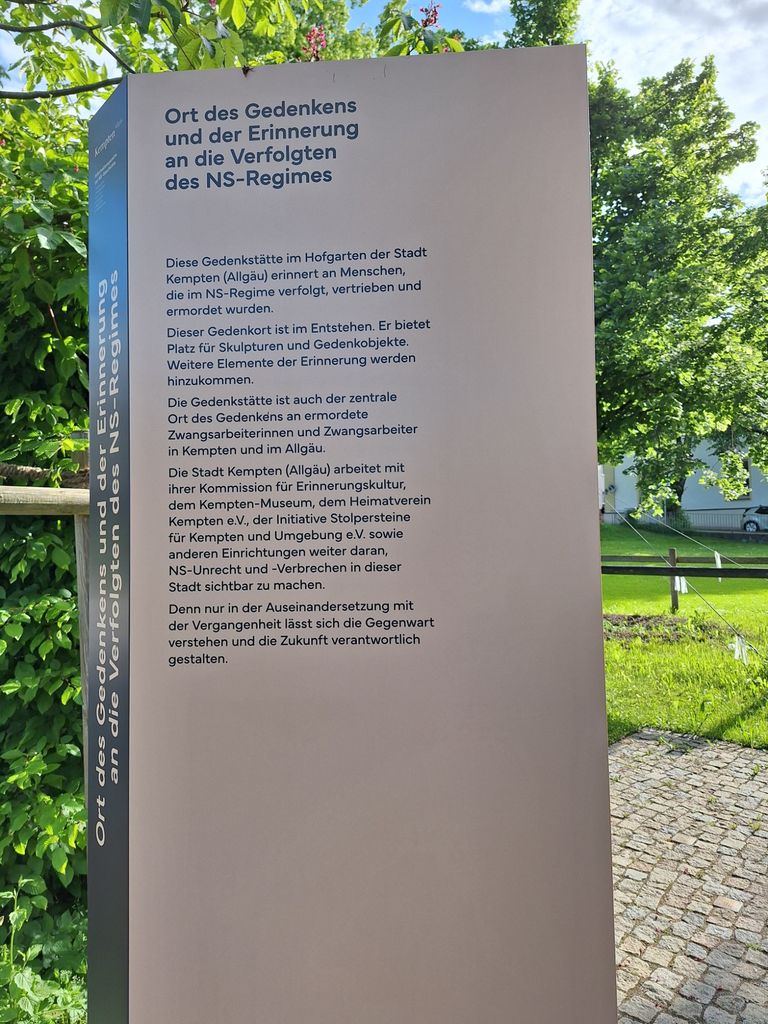 Ort des Gedenkens
und der Erinnerung
an die Verfolgten
des NS-Regimes
Diese Gedenkstätte im Hofgarten der Stadt
Kempten (Allgäu) erinnert an Menschen,
die im NS-Regime verfolgt, vertrieben und
ermordet wurden.
Dieser Gedenkort ist im Entstehen. Er bietet
Platz für Skulpturen und Gedenkobjekte.
Weitere Elemente der Erinnerung werden
hinzukommen.
Die Gedenkstätte ist auch der zentrale
Ort des Gedenkens an ermordete
Zwangsarbeiterinnen und Zwangsarbeiter
in Kempten und im Allgäu.
Die Stadt Kempten (Allgäu) arbeitet mit
ihrer Kommission für Erinnerungskultur,
dem Kempten-Museum, dem Heimatverein
Kempten e.V., der Initiative Stolpersteine
für Kempten und Umgebung e.V. sowie
anderen Einrichtungen weiter daran,
NS-Unrecht und -Verbrechen in dieser
Stadt sichtbar zu machen.
Denn nur in der Auseinandersetzung mit
der Vergangenheit lässt sich die Gegenwart
verstehen und die Zukunft verantwortlich
gestalten.
Kempten
Ort des Gedenkens und der Erinnerung
an die Verfolgten des NS-Regimes